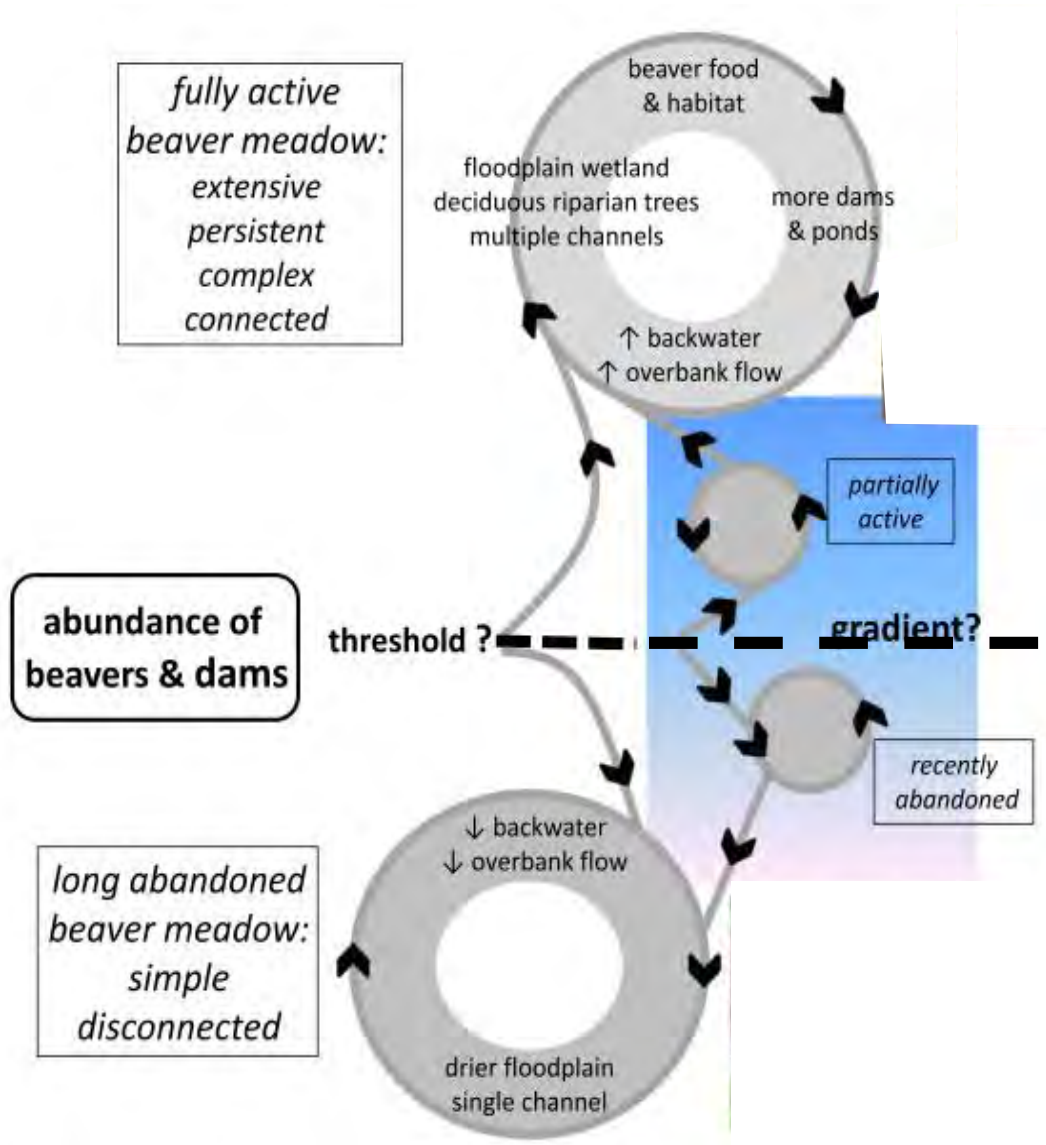 fully active
beaver meadow:
extensive
persistent
complex
connected
beaver food
& habitat
floodplain wetland
deciduous riparian trees
multiple channels
more dams
& ponds
↑ backwater
↑ overbank flow
partially
active
abundance of
beavers & dams
threshold ?
gradient?
recently
abandoned
↓ backwater
↓ overbank flow
long abandoned
beaver meadow:
simple
disconnected
drier floodplain
single channel